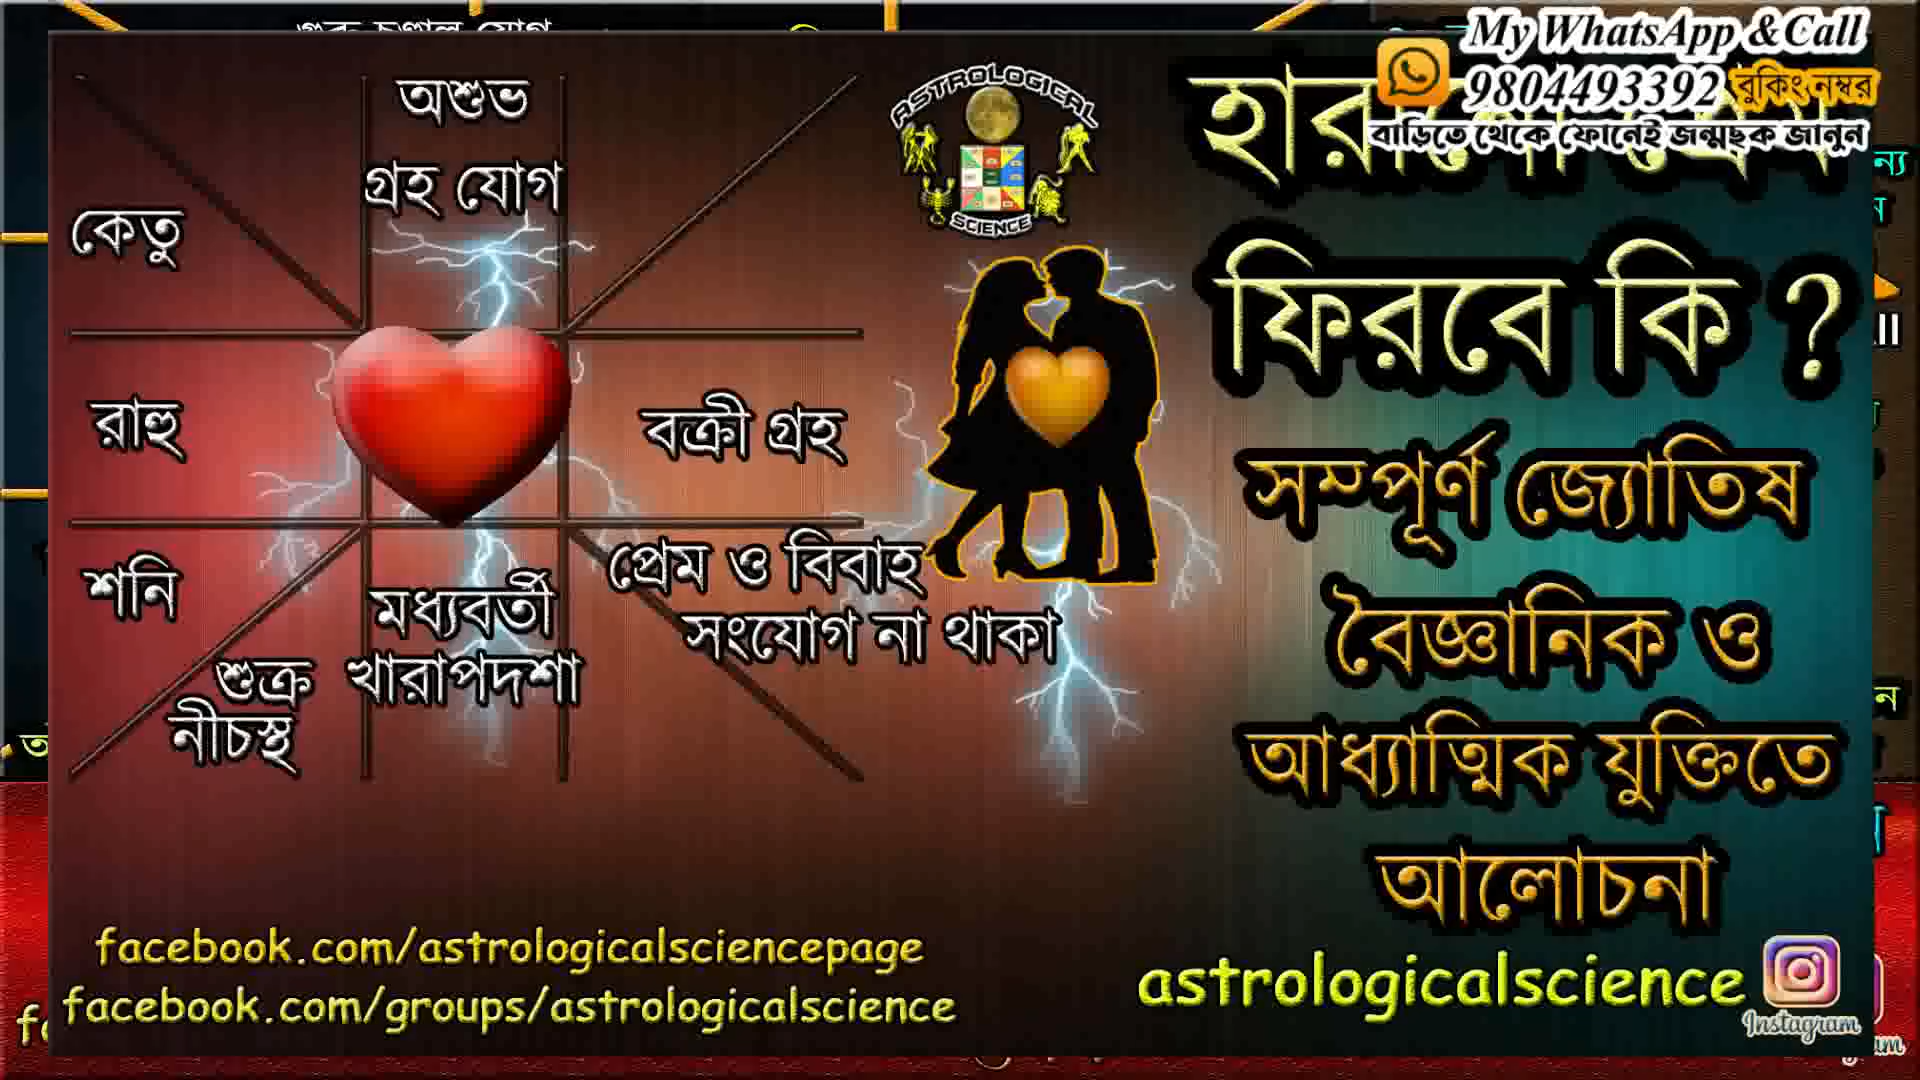 গুরু চণ্ডাল যোগ
My WhatsApp & Call
9804493392 বুকিং নম্বর
বাড়িতে থেকে ফোনেই জন্মছক জানুন
ASTROLOGICAL
SCIENCE
অশুভ
গ্রহ যোগ
কেতু
রাহু
বক্রী গ্রহ
শনি
প্রেম ও বিবাহ
সংযোগ না থাকা
মধ্যবর্তী
খারাপদশা
শুক্র
নীচস্থ
ফিরবে কি ?
সম্পূর্ণ জ্যোতিষ
বৈজ্ঞানিক ও
আধ্যাত্মিক যুক্তিতে
আলোচনা
facebook.com/astrologicalsciencepage
facebook.com/groups/astrologicalscience
astrologicalscience
Instagram